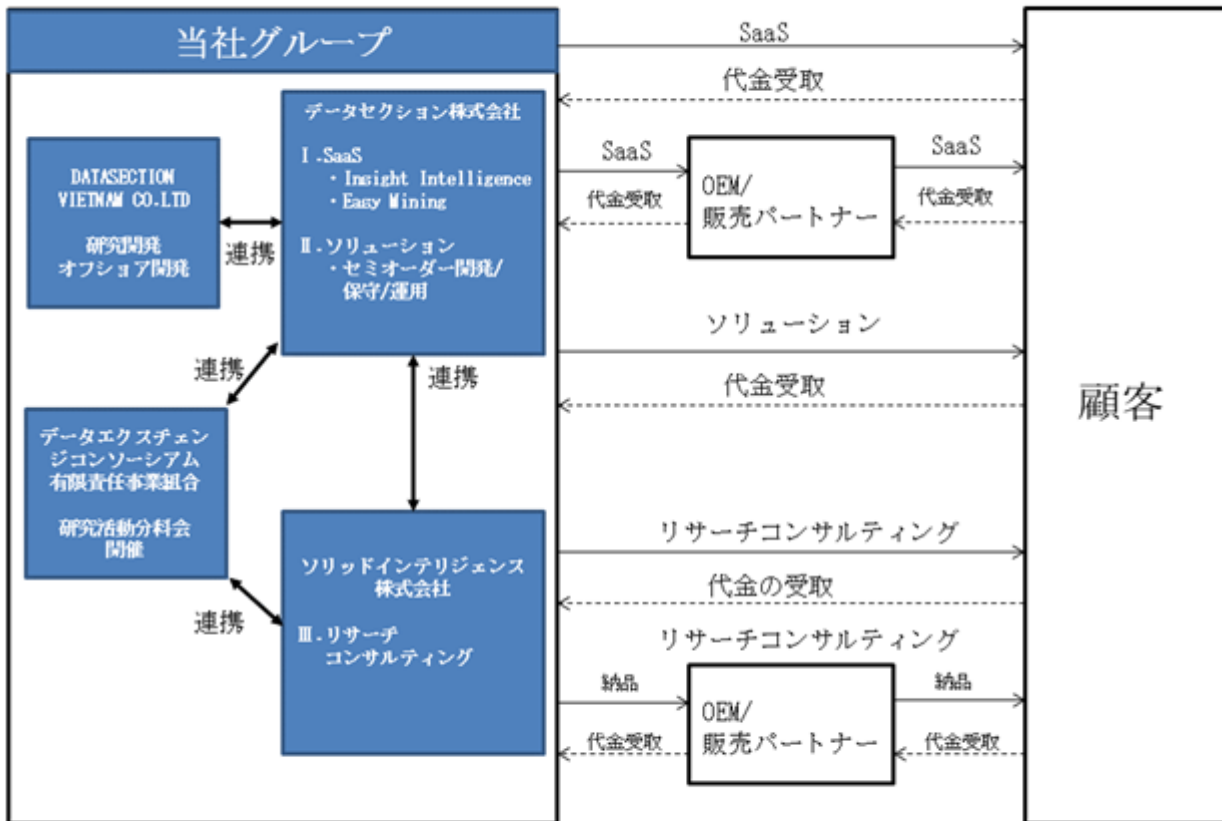 当社グループ
データセクション株式会社
Ⅰ.SaaS
・Insight Intelligence
・Easy Mining
Ⅱ.ソリューション
・セミオーダー開発/
保守/運用
DATASECTION
VIETNAM CO.LTD
研究開発
オフショア開発
連携
連携
連携
データエクスチェン
ジコンソーシアム
有限責任事業組合
研究活動分科会
開催
連携
ソリッドインテリジェンス
株式会社
Ⅲ.リサーチ
コンサルティング
SaaS
代金受取
SaaS
代金受取
OEM/
販売パートナー
SaaS
代金受取
ソリューション
代金受取
リサーチコンサルティング
代金の受取
リサーチコンサルティング
納品
代金受取
OEM/
販売パートナー
納品
代金受取
顧客